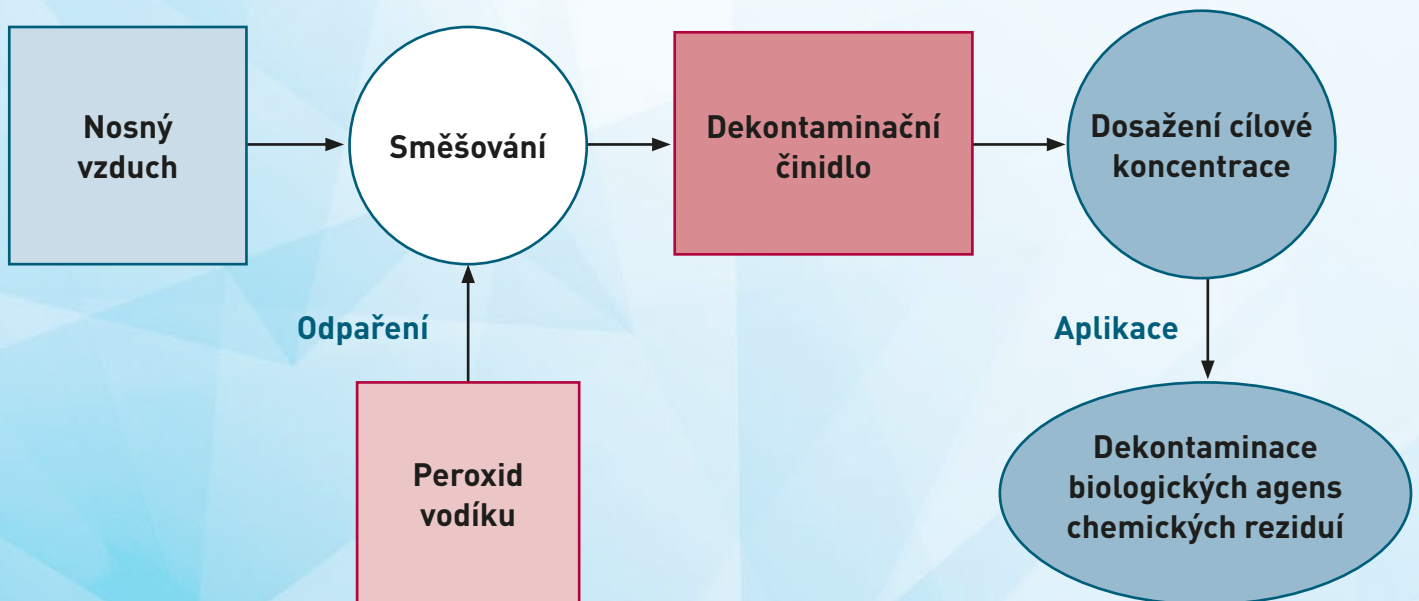 Nosný
vzduch
Směšování
Dekontaminační
činidlo
Dosažení cílové
koncentrace
Odpaření
Aplikace
Peroxid
vodíku
Dekontaminace
biologických agens
chemických reziduí